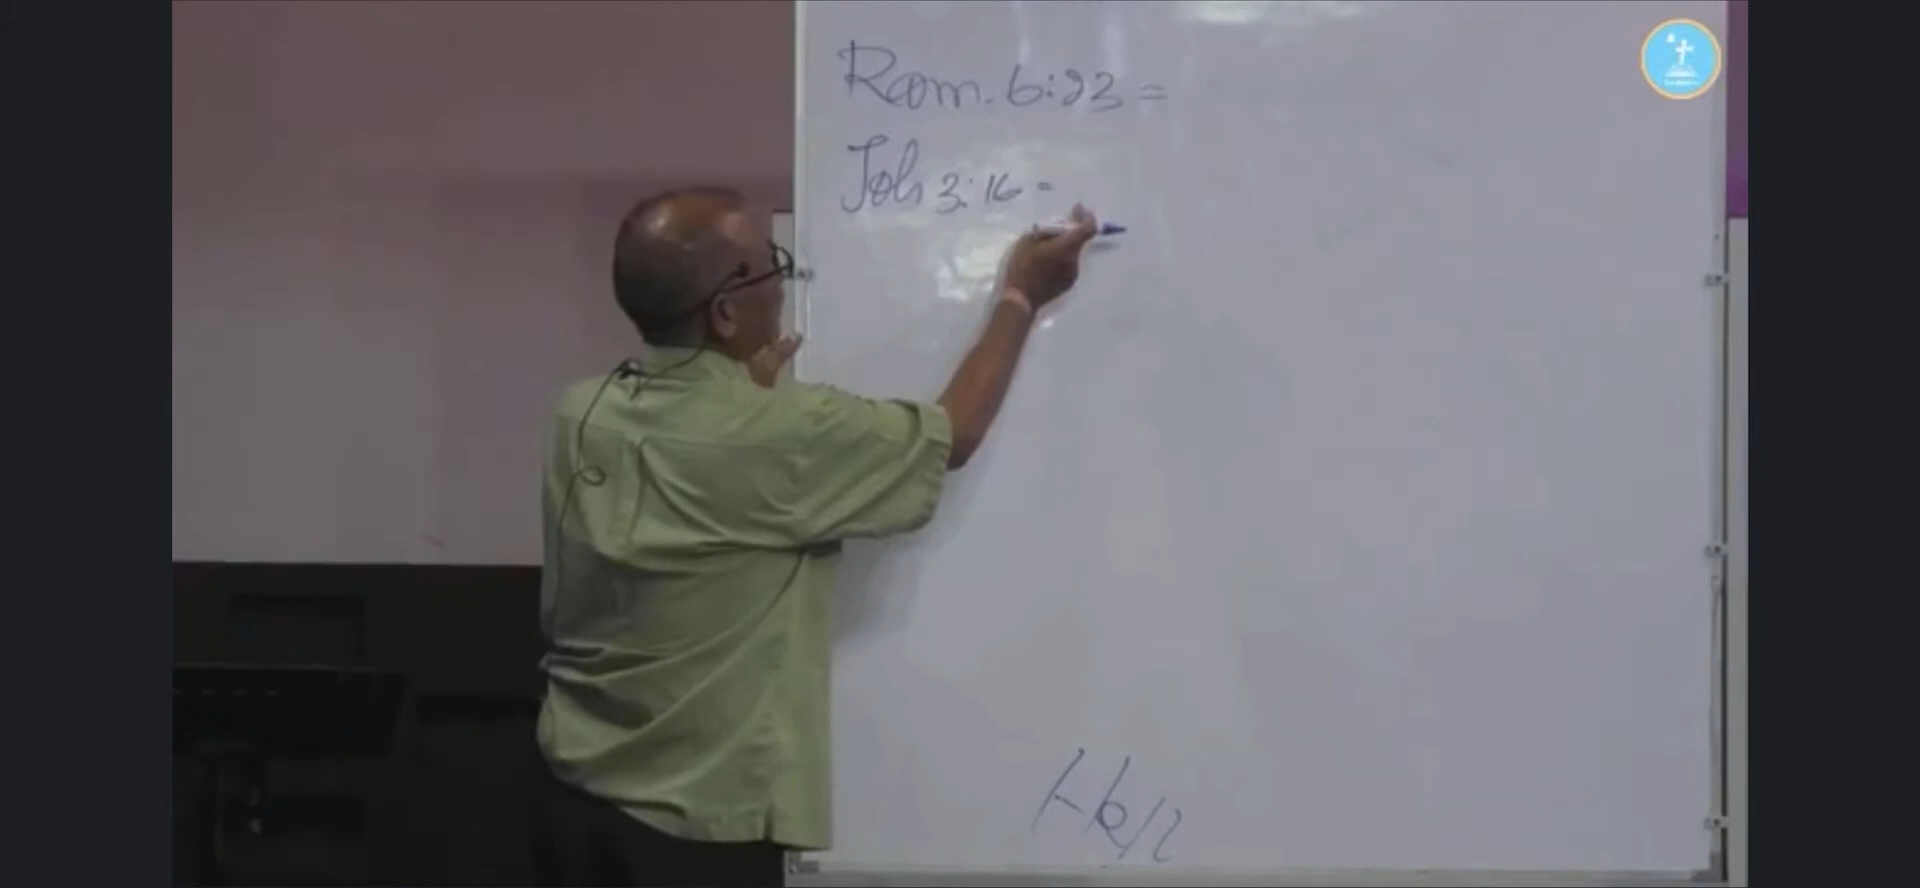 Rom. 6:23 =
Joh 3:16 =